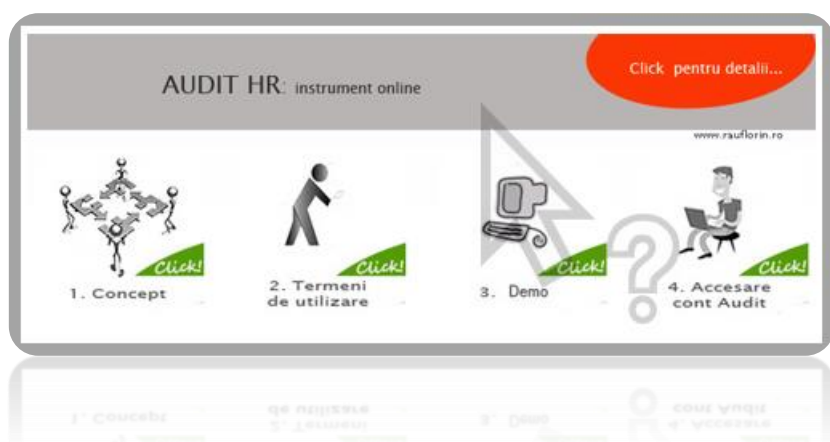 AUDIT HR: instrument online
Click pentru detalii...
www.rauflorin.ro
Click!
1. Concept
Click!
2. Termeni
de utilizare
Click!
3. Demo
Click!
4. Accesare
cont Audit